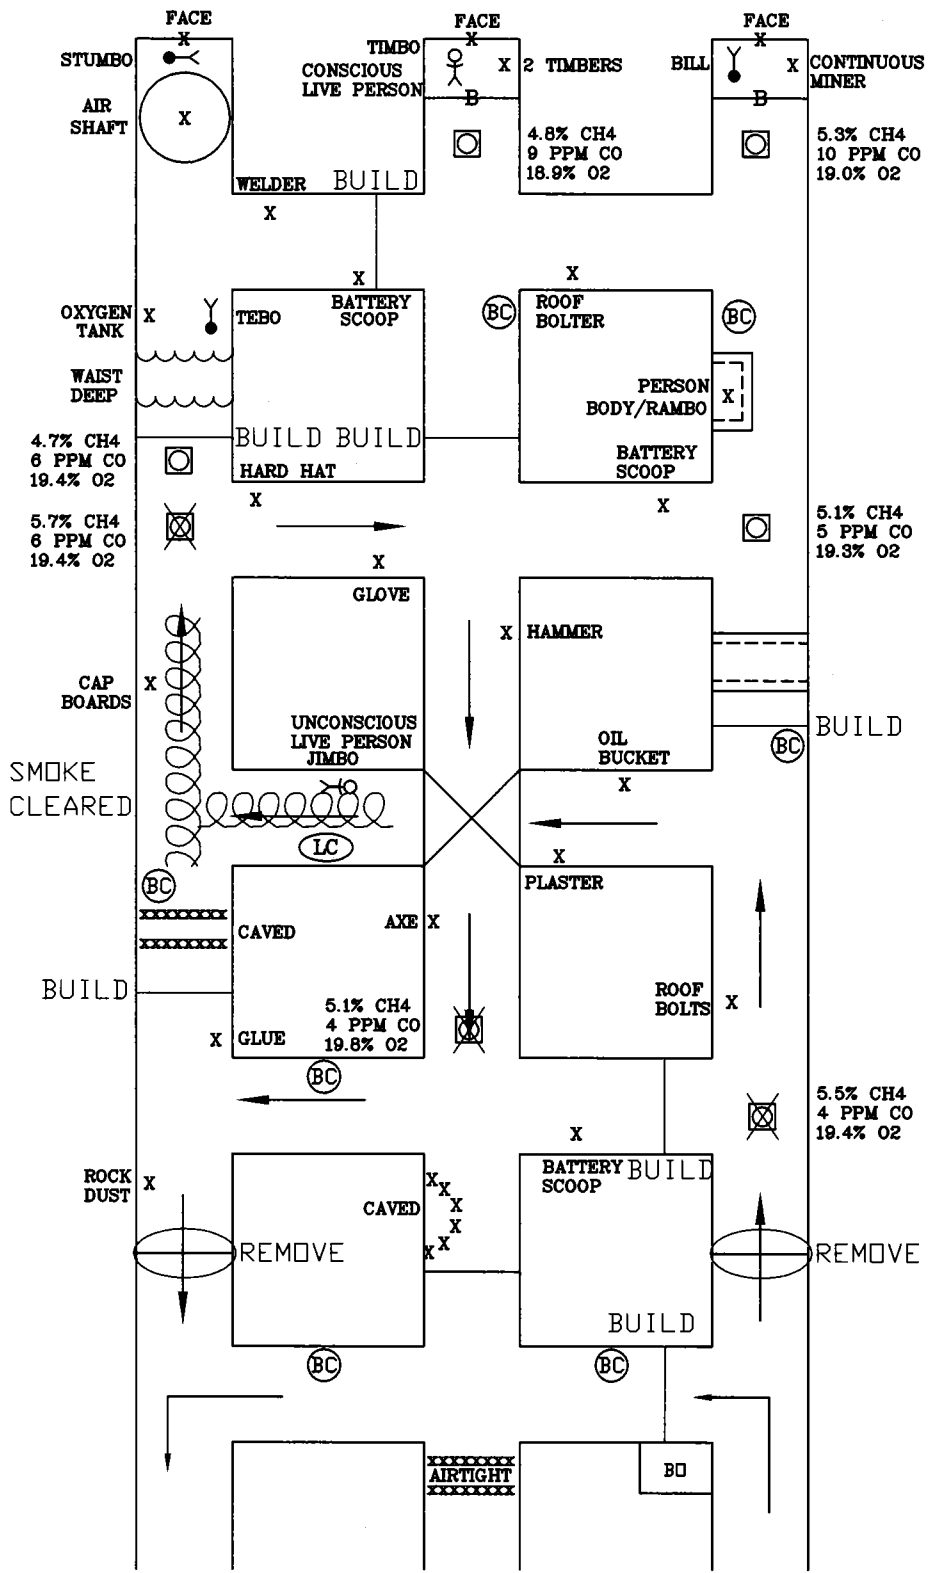 FACE
FACE
FACE
STUMBO
TIMBO
CONSCIOUS
LIVE PERSON
X
X
X
X 2 TIMBERS
BILL
X CONTINUOUS
MINER
AIR
SHAFT
X
B
B
4.8% CH4
9 PPM CO
18.9% O2
5.3% CH4
10 PPM CO
19.0% O2
WELDER
BUILD
X
X
X
OXYGEN
TANK
X
TEBO
BATTERY
SCOOP
BC
ROOF
BOLTER
BC
WAIST
DEEP
PERSON
BODY/RAMBO
X
BUILD BUILD
4.7% CH4
6 PPM CO
19.4% O2
HARD HAT
BATTERY
SCOOP
X
X
5.7% CH4
6 PPM CO
19.4% O2
5.1% CH4
5 PPM CO
19.3% O2
X
GLOVE
X HAMMER
CAP
BOARDS
X
UNCONSCIOUS
LIVE PERSON
JIMBO
OIL
BUCKET
BUILD
BC
SMOKE
CLEARED
X
LC
X
BC
PLASTER
XXXXXXXXX
CAVED
XXXXXXXXX
AXE X
BUILD
ROOF
BOLTS
X
X GLUE
5.1% CH4
4 PPM CO
19.8% O2
BC
5.5% CH4
4 PPM CO
19.4% O2
X
ROCK
DUST
X
BATTERY
SCOOP
BUILD
CAVED
X
X
X
X
X
X
REMOVE
REMOVE
BUILD
BC
BC
XXXXXXXX
AIRTIGHT
XXXXXXXX
BO